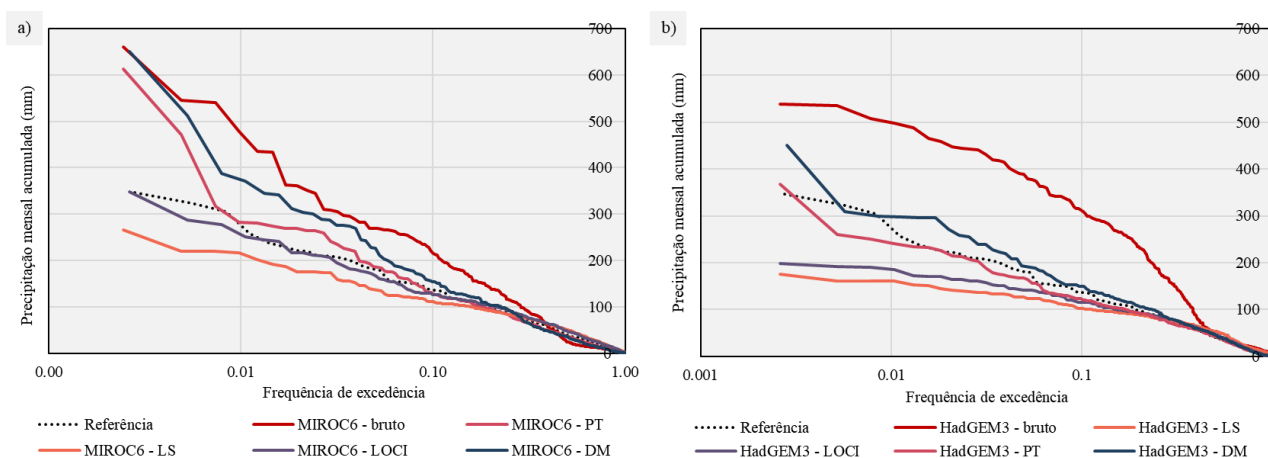 a)
Precipitação mensal acumulada (mm)
700
600
500
400
300
200
100
0
0.00 0.01 0.10 1.00
Frequência de excedência
Referência MIROC6 - bruto MIROC6 - PT
MIROC6 - LS MIROC6 - LOCI MIROC6 - DM
b)
Precipitação mensal acumulada (mm)
700
600
500
400
300
200
100
0
0.001 0.01 0.1
Frequência de excedência
Referência HadGEM3 - bruto HadGEM3 - LS
HadGEM3 - LOCI HadGEM3 - PT HadGEM3 - DM